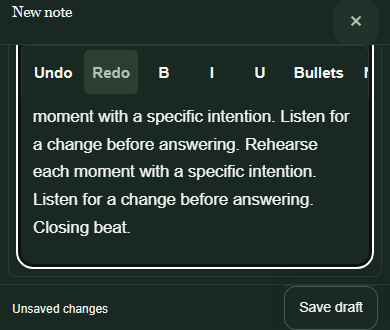 New note
×
Undo Redo B I U Bullets
moment with a specific intention. Listen for
a change before answering. Rehearse
each moment with a specific intention.
Listen for a change before answering.
Closing beat.
Unsaved changes
Save draft